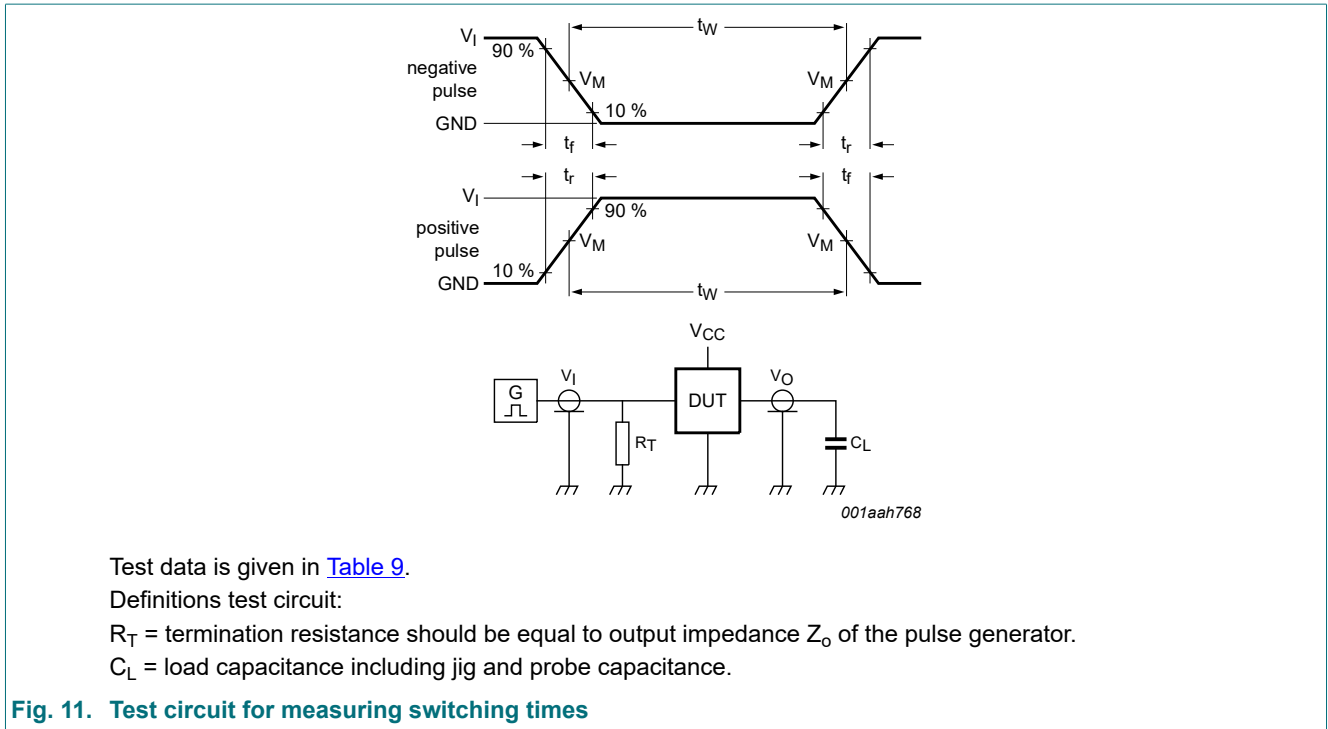 tW
VI
90 %
negative
pulse
VM
VM
10 %
GND
tf
tr
tr
tf
VI
90 %
positive
pulse
VM
VM
10 %
GND
tW
VCC
G
VI
DUT
VO
RT
CL
001aah768
Test data is given in Table 9.
Definitions test circuit:
RT = termination resistance should be equal to output impedance Zo of the pulse generator.
CL = load capacitance including jig and probe capacitance.
Fig. 11. Test circuit for measuring switching times